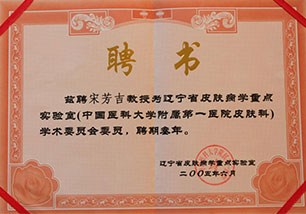 聘书
兹聘宋芳吉教授为辽宁省皮肤病学重点
实验室(中国医科大学附属第一医院皮肤科)
学术委员会委员，聘期叁年。
辽宁省皮肤病学重点实验室
二00五年六月